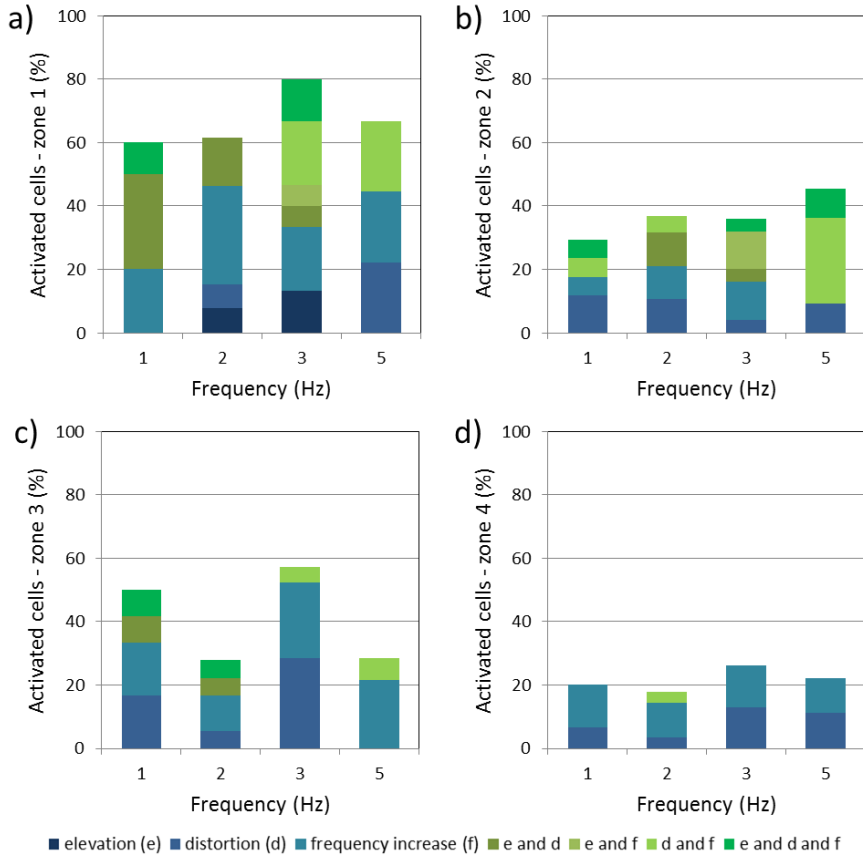 a)
Activated cells - zone 1 (%)
100
80
60
40
20
0
1 2 3 5
Frequency (Hz)
b)
Activated cells - zone 2 (%)
100
80
60
40
20
0
1 2 3 5
Frequency (Hz)
c)
Activated cells - zone 3 (%)
100
80
60
40
20
0
1 2 3 5
Frequency (Hz)
d)
Activated cells - zone 4 (%)
100
80
60
40
20
0
1 2 3 5
Frequency (Hz)
elevation (e) distortion (d) frequency increase (f) e and d e and f d and f e and d and f